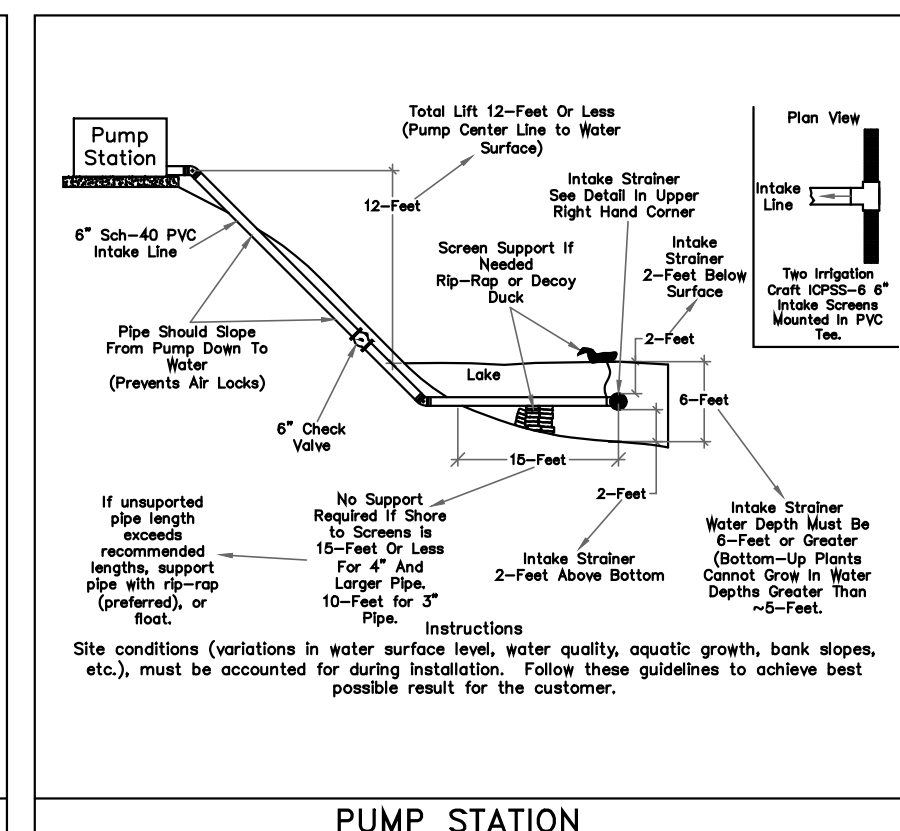 Total Lift 12-Feet Or Less
(Pump Center Line to Water
Surface)
Pump
Station
12-Feet
6" Sch-40 PVC
Intake Line
Pipe Should Slope
From Pump Down To
Water
(Prevents Air Locks)
6" Check
Valve
Screen Support If
Needed
Rip-Rap or Decoy
Duck
Intake Strainer
See Detail In Upper
Right Hand Corner
Intake
Strainer
2-Feet Below
Surface
2-Feet
Lake
6-Feet
15-Feet
2-Feet
Plan View
Intake
Line
Two Irrigation
Craft ICPSS-6 6"
Intake Screens
Mounted In PVC
Tee.
If unsuported
pipe length
exceeds
recommended
lengths, support
pipe with rip-rap
(preferred), or
float.
No Support
Required If Shore
to Screens is
15-Feet Or Less
For 4" And
Larger Pipe.
10-Feet for 3"
Pipe.
Intake Strainer
2-Feet Above Bottom
Intake Strainer
Water Depth Must Be
6-Feet or Greater
(Bottom-Up Plants
Cannot Grow In Water
Depths Greater Than
~5-Feet.
Instructions
Site conditions (variations in water surface level, water quality, aquatic growth, bank slopes,
etc.), must be accounted for during installation. Follow these guidelines to achieve best
possible result for the customer.
PUMP STATION